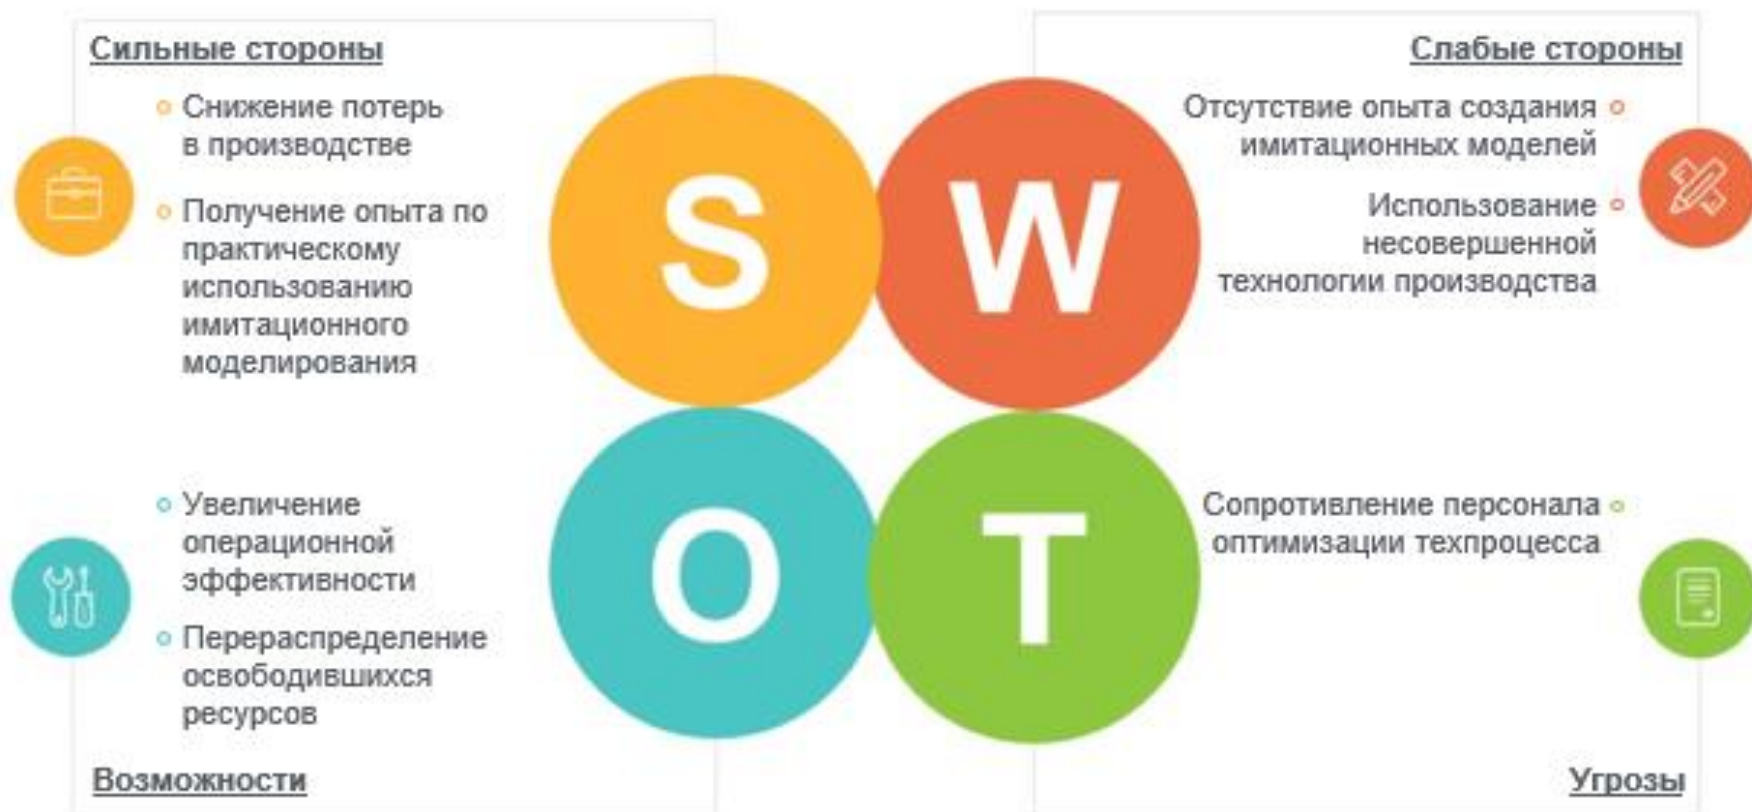 Сильные стороны
Снижение потерь
в производстве
Получение опыта по
практическому
использованию
имитационного
моделирования
S
W
Слабые стороны
Отсутствие опыта создания
имитационных моделей
Использование
несовершенной
технологии производства
Увеличение
операционной
эффективности
Перераспределение
освободившихся
ресурсов
Возможности
O
T
Сопротивление персонала
оптимизации техпроцесса
Угрозы